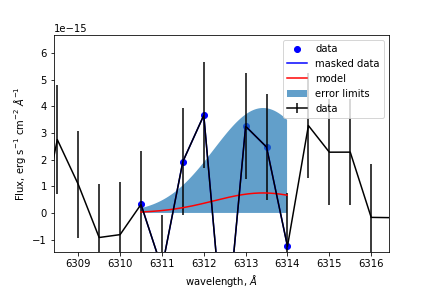 1e−15
6
5
4
3
2
1
0
−1
Flux, erg s⁻¹ cm⁻² Å⁻¹
data
masked data
model
error limits
data
6309 6310 6311 6312 6313 6314 6315 6316
wavelength, Å